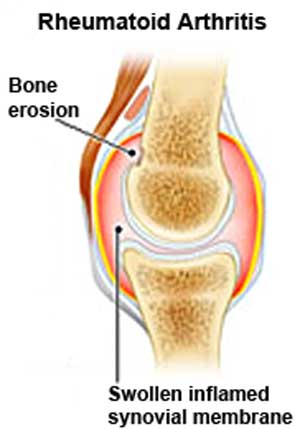 Rheumatoid Arthritis
Bone
erosion
Swollen inflamed
synovial membrane